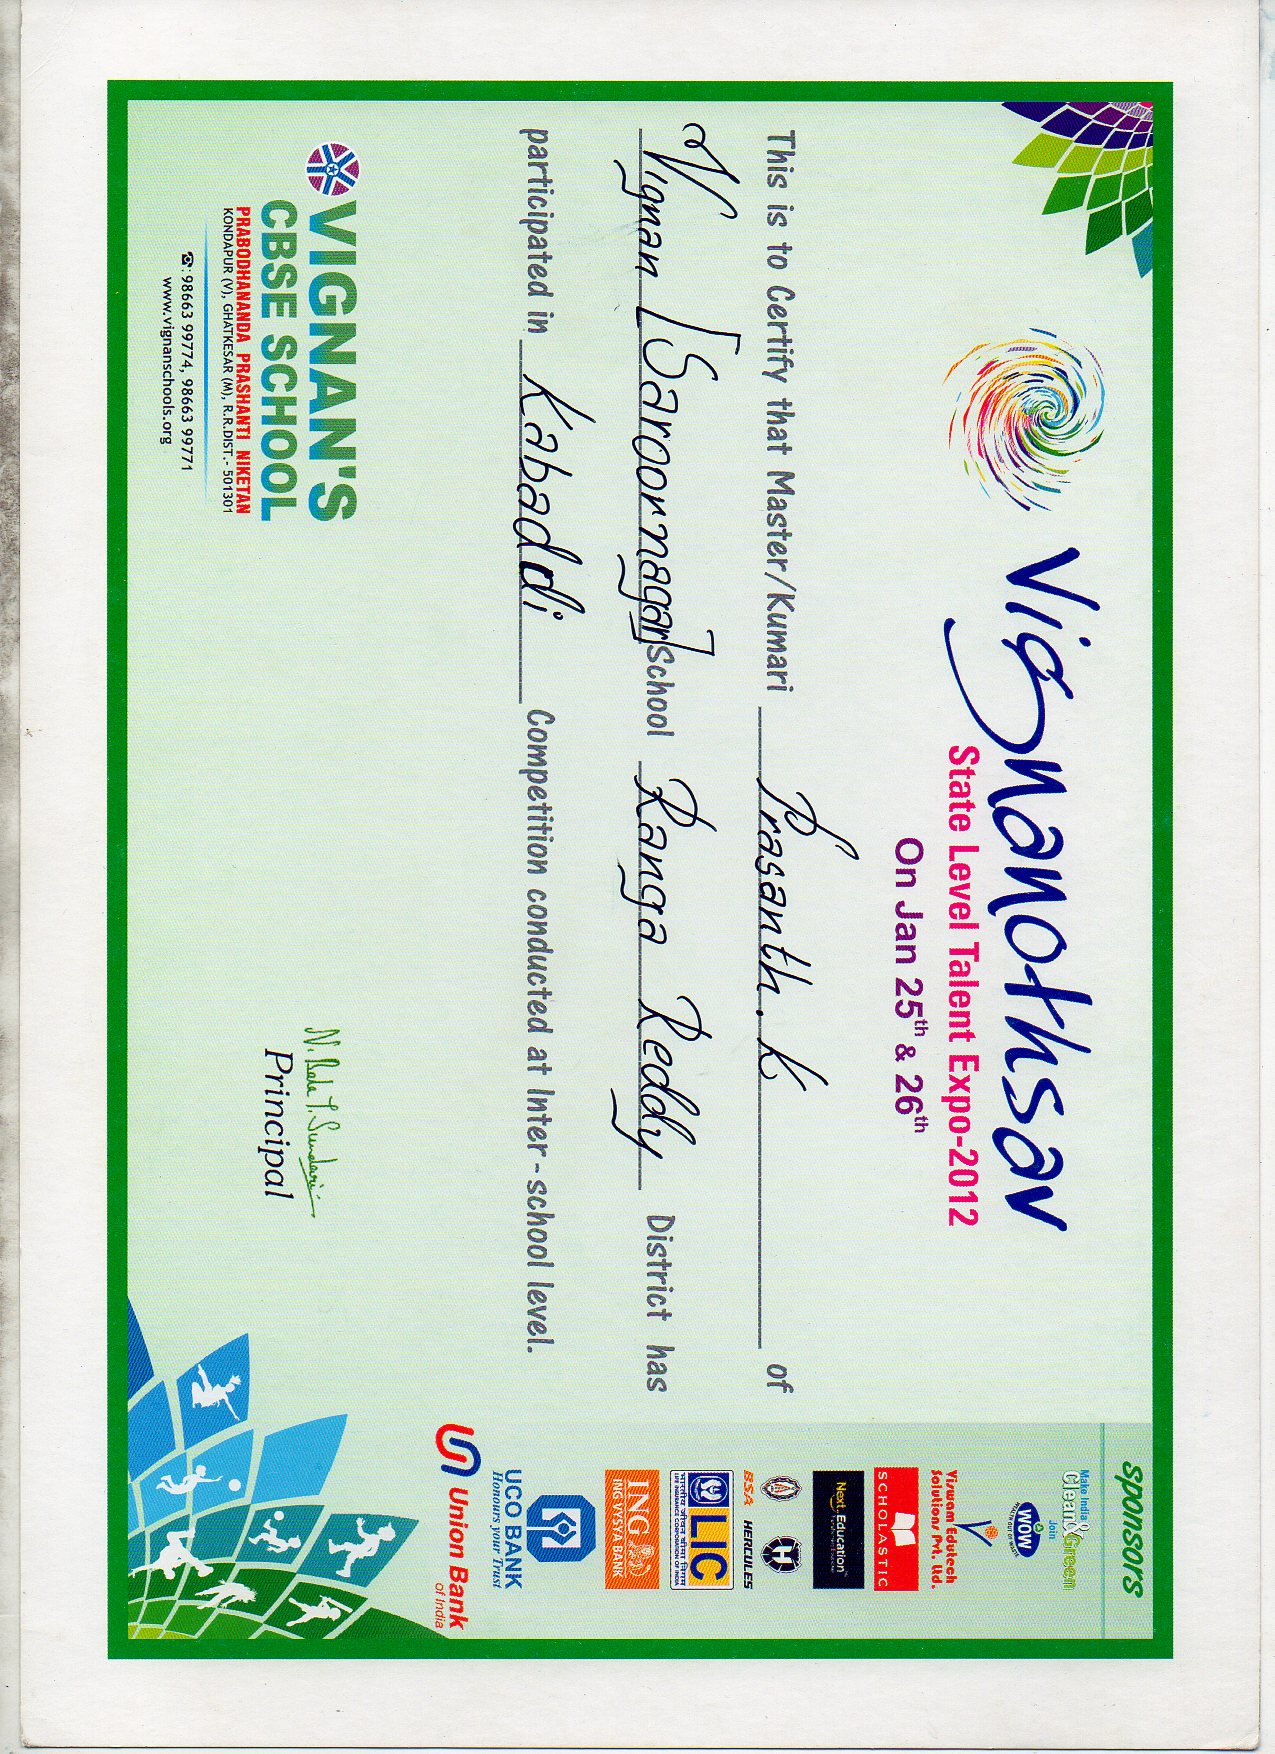 Vignanothsav
State Level Talent Expo-2012
On Jan 25th & 26th
This is to Certify that Master/Kumari Prasanth. K of
Vignan [Saroornagar] School Ranga Reddy District has
participated in Kabaddi Competition conducted at Inter-school level.
VIGNAN'S
CBSE SCHOOL
PRABODHANANDA PRASHANTI NIKETAN
KONDAPUR (V), GHATKESAR (M), R.R.DIST.- 501301
☎: 98663 99774, 98663 99771
www.vignanschools.org
N. Bala T. Sundari
Principal
sponsors
Make India
Clean & Green
Join
WOW
WEALTH OUT OF WASTE
Viswam Edutech
Solutions Pvt. Ltd.
SCHOLASTIC
Next Education
BSA HERCULES
LIC
भारतीय जीवन बीमा निगम
LIFE INSURANCE CORPORATION OF INDIA
ING
ING VYSYA BANK
UCO BANK
Honours your Trust
Union Bank
of India